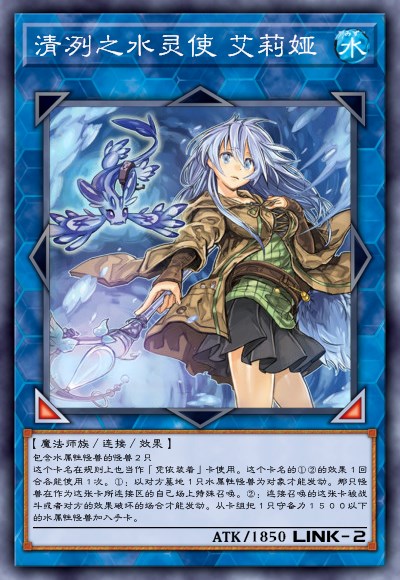 清冽之水灵使 艾莉娅
水
【魔法师族／连接／效果】
包含水属性怪兽的怪兽２只
这个卡名在规则上也当作「凭依装着」卡使用。这个卡名的①②的效果１回
合各能使用１次。①：以对方墓地１只水属性怪兽为对象才能发动。那只怪
兽在作为这张卡所连接区的自己场上特殊召唤。②：连接召唤的这张卡被战
斗或者对方的效果破坏的场合才能发动。从卡组把１只守备力１５００以下
的水属性怪兽加入手卡。
ATK/1850 LINK-2